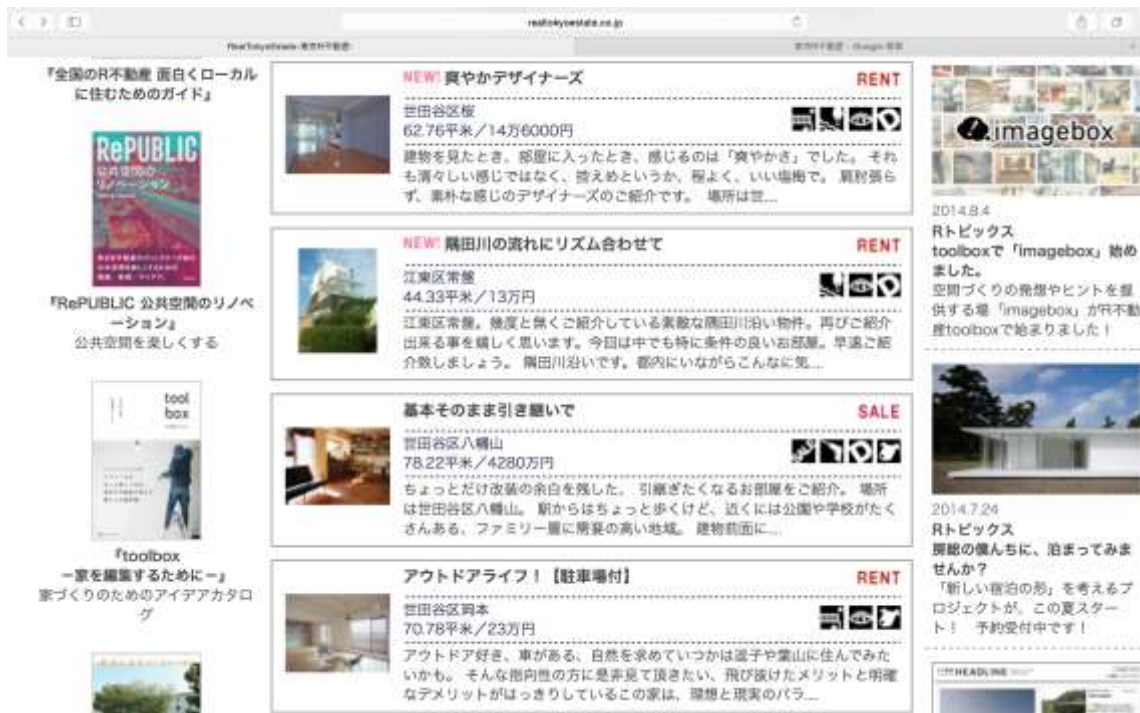 realtokyoestate.co.jp
RealTokyoEstate-東京R不動産-
東京R不動産 - Google 検索
『全国のR不動産 面白くローカル
に住むためのガイド』
RePUBLIC
公共空間の
リノベーション
『RePUBLIC 公共空間のリノベ
ーション』
公共空間を楽しくする
tool
box
『toolbox
－家を編集するために－』
家づくりのためのアイデアカタロ
グ
NEW! 爽やかデザイナーズ
RENT
世田谷区桜
62.76平米／14万6000円
建物を見たとき、部屋に入ったとき、感じるのは「爽やかさ」でした。 それ
も清々しい感じではなく、控えめというか、程よく、いい塩梅で。 肩肘張ら
ず、素朴な感じのデザイナーズのご紹介です。 場所は世...
NEW! 隅田川の流れにリズム合わせて
RENT
江東区常盤
44.33平米／13万円
江東区常盤。幾度と無くご紹介している素敵な隅田川沿い物件。再びご紹介
出来る事を嬉しく思います。今回は中でも特に条件の良いお部屋。早速ご紹
介致しましょう。 隅田川沿いです。都内にいながらこんなに気...
基本そのまま引き継いで
SALE
世田谷区八幡山
78.22平米／4280万円
ちょっとだけ改装の余白を残した、 引継ぎたくなるお部屋をご紹介。 場所
は世田谷区八幡山。 駅からはちょっと歩くけど、近くには公園や学校がたく
さんある、ファミリー層に需要の高い地域。 建物前面に...
アウトドアライフ！【駐車場付】
RENT
世田谷区岡本
70.78平米／23万円
アウトドア好き、車がある、自然を求めていつかは逗子や葉山に住んでみた
いかも。 そんな指向性の方に是非見て頂きたい、飛び抜けたメリットと明確
なデメリットがはっきりしているこの家は、理想と現実のバラ...
imagebox
2014.8.4
Rトピックス
toolboxで「imagebox」始め
ました。
空間づくりの発想やヒントを提
供する場「imagebox」がR不動
産toolboxで始まりました！
2014.7.24
Rトピックス
房総の僕んちに、泊まってみま
せんか？
「新しい宿泊の形」を考えるプ
ロジェクトが、この夏スター
ト！ 予約受付中です！
HEADLINE